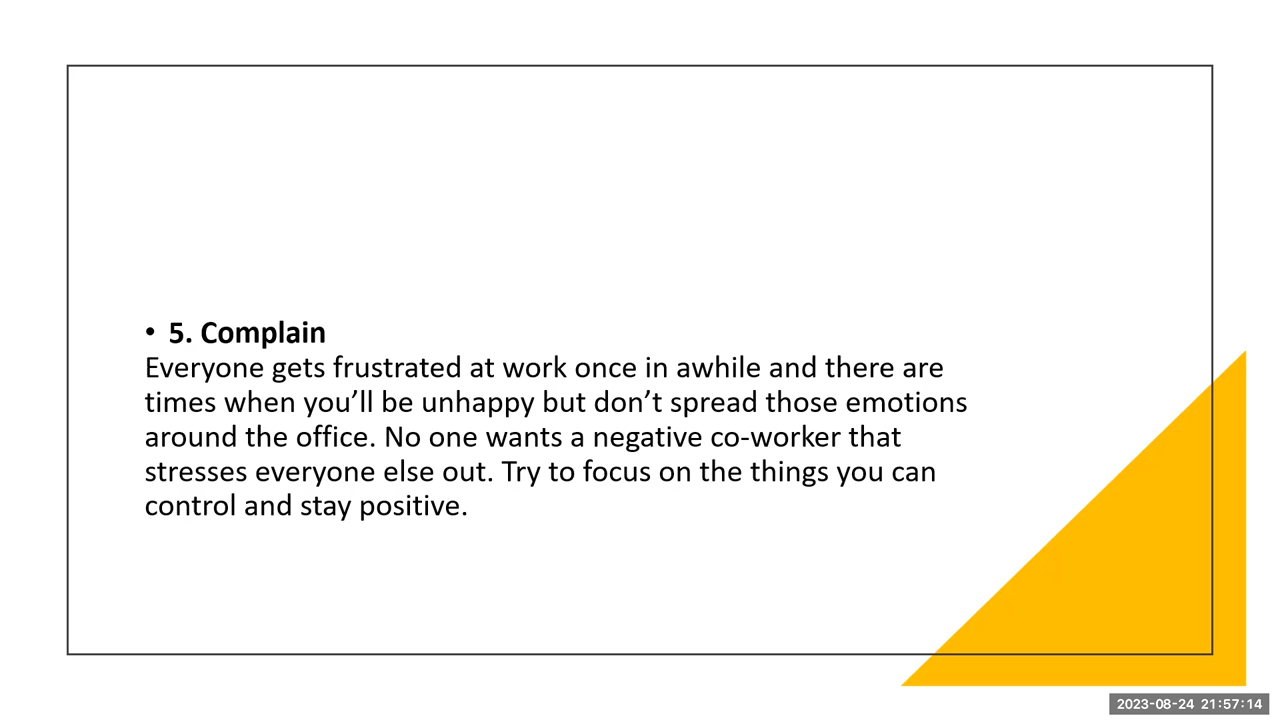 • 5. Complain
Everyone gets frustrated at work once in awhile and there are
times when you’ll be unhappy but don’t spread those emotions
around the office. No one wants a negative co-worker that
stresses everyone else out. Try to focus on the things you can
control and stay positive.
2023-08-24 21:57:14